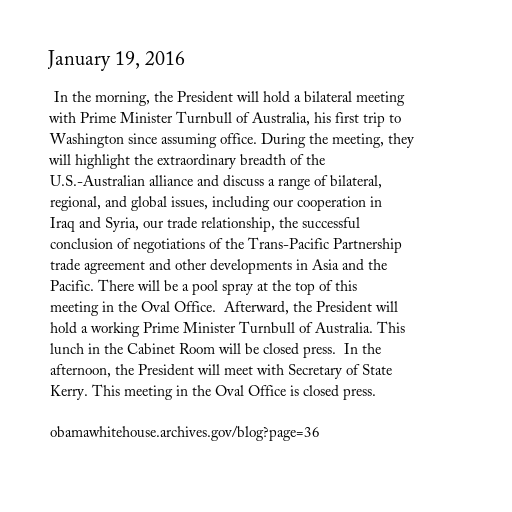 January 19, 2016
In the morning, the President will hold a bilateral meeting
with Prime Minister Turnbull of Australia, his first trip to
Washington since assuming office. During the meeting, they
will highlight the extraordinary breadth of the
U.S.-Australian alliance and discuss a range of bilateral,
regional, and global issues, including our cooperation in
Iraq and Syria, our trade relationship, the successful
conclusion of negotiations of the Trans-Pacific Partnership
trade agreement and other developments in Asia and the
Pacific. There will be a pool spray at the top of this
meeting in the Oval Office.  Afterward, the President will
hold a working Prime Minister Turnbull of Australia. This
lunch in the Cabinet Room will be closed press.  In the
afternoon, the President will meet with Secretary of State
Kerry. This meeting in the Oval Office is closed press.
obamawhitehouse.archives.gov/blog?page=36